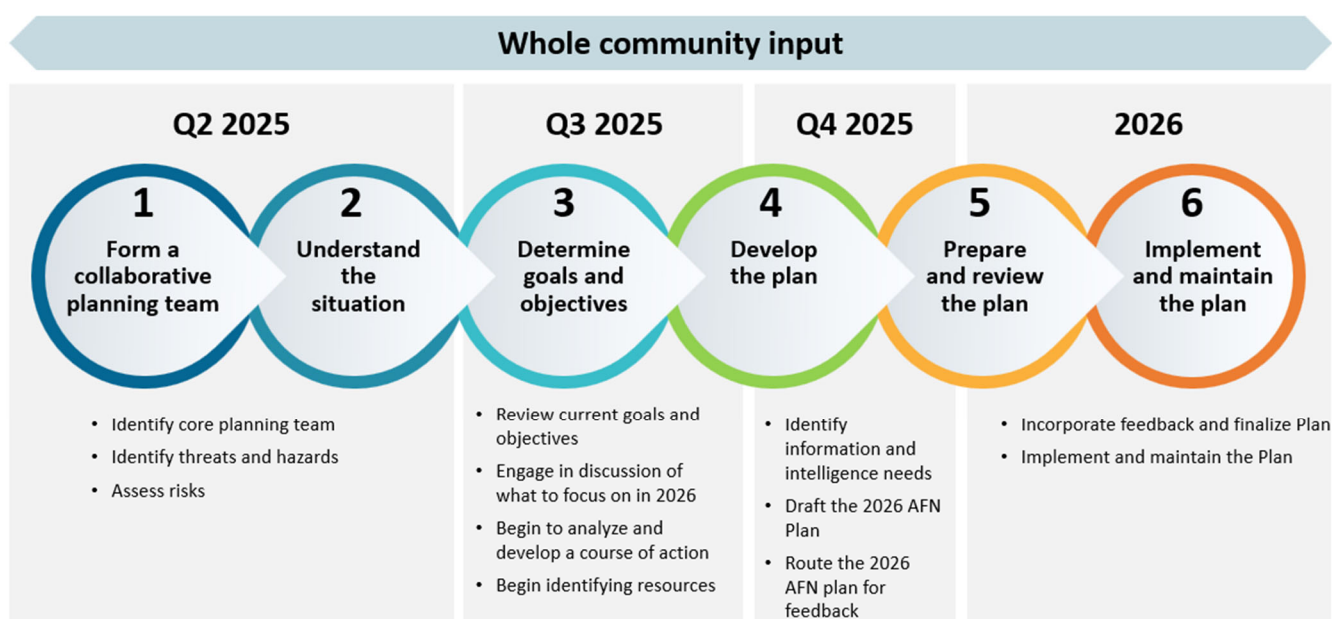 Whole community input
Q2 2025
Q3 2025
Q4 2025
2026
1
Form a
collaborative
planning team
2
Understand
the
situation
3
Determine
goals and
objectives
4
Develop
the plan
5
Prepare
and review
the plan
6
Implement
and maintain
the plan
• Identify core planning team
• Identify threats and hazards
• Assess risks
• Review current goals and
objectives
• Engage in discussion of
what to focus on in 2026
• Begin to analyze and
develop a course of action
• Begin identifying resources
• Identify
information and
intelligence needs
• Draft the 2026 AFN
Plan
• Route the 2026
AFN plan for
feedback
• Incorporate feedback and finalize Plan
• Implement and maintain the Plan